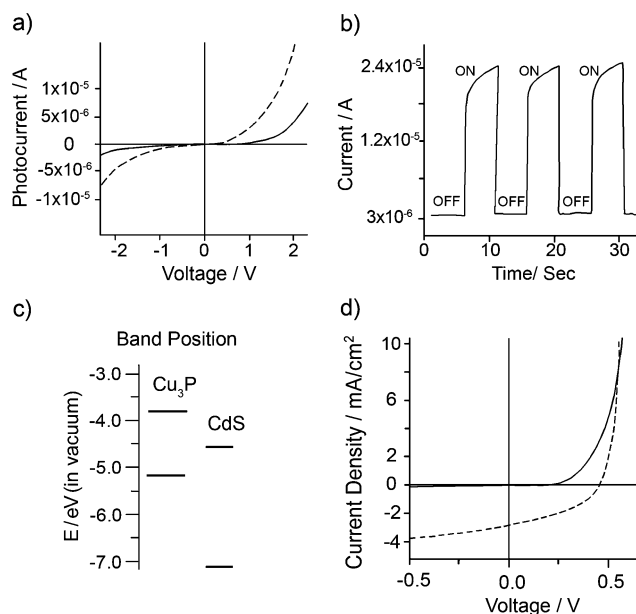 a)
Photocurrent / A
1x10⁻⁵
5x10⁻⁶
0
-5x10⁻⁶
-1x10⁻⁵
-2
-1
0
1
2
Voltage / V
b)
Current / A
2.4x10⁻⁵
1.2x10⁻⁵
3x10⁻⁶
ON
ON
ON
OFF
OFF
OFF
10
20
30
Time/ Sec
c)
Band Position
E / eV (in vacuum)
-3.0
-4.0
-5.0
-6.0
-7.0
Cu₃P
CdS
d)
Current Density / mA/cm²
10
8
4
2
0
-2
-4
-0.5
0.0
0.5
Voltage / V